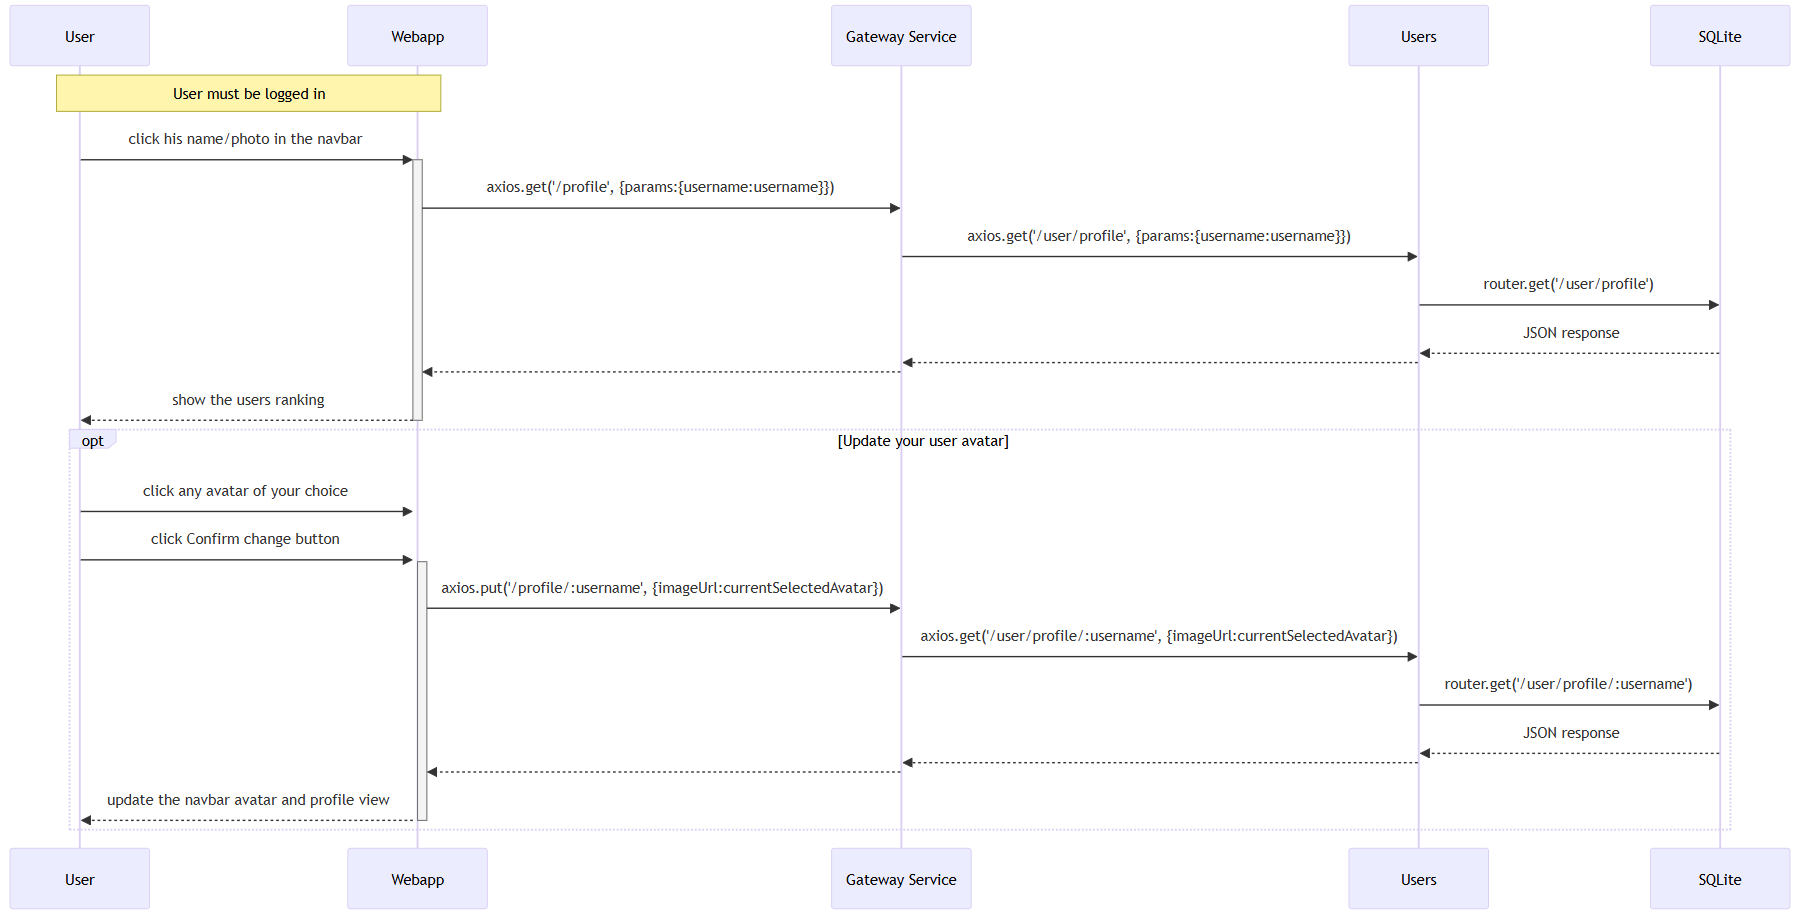 User
Webapp
Gateway Service
Users
SQLite
User must be logged in
click his name/photo in the navbar
axios.get('/profile', {params:{username:username}})
axios.get('/user/profile', {params:{username:username}})
router.get('/user/profile')
JSON response
show the users ranking
opt
[Update your user avatar]
click any avatar of your choice
click Confirm change button
axios.put('/profile/:username', {imageUrl:currentSelectedAvatar})
axios.get('/user/profile/:username', {imageUrl:currentSelectedAvatar})
router.get('/user/profile/:username')
JSON response
update the navbar avatar and profile view
User
Webapp
Gateway Service
Users
SQLite